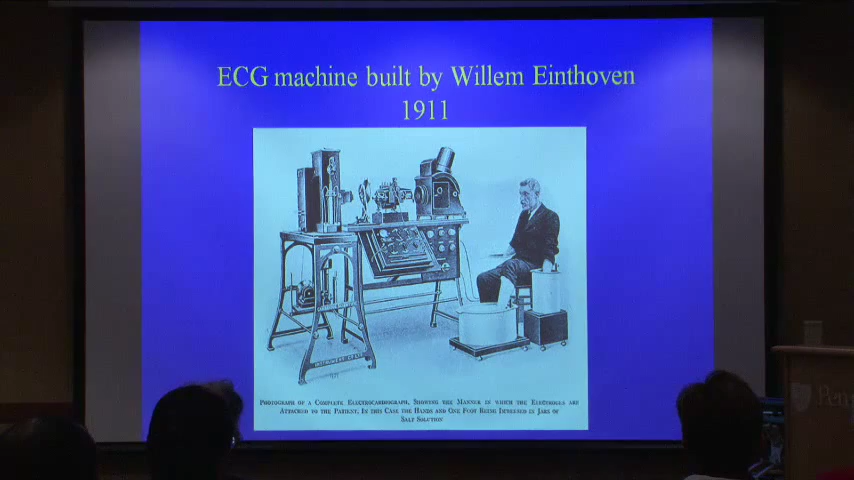 ECG machine built by Willem Einthoven
1911
PHOTOGRAPH OF A COMPLETE ELECTROCARDIOGRAPH, SHOWING THE MANNER IN WHICH THE ELECTRODES ARE
ATTACHED TO THE PATIENT, IN THIS CASE THE HANDS AND ONE FOOT BEING IMMERSED IN JARS OF
SALT SOLUTION